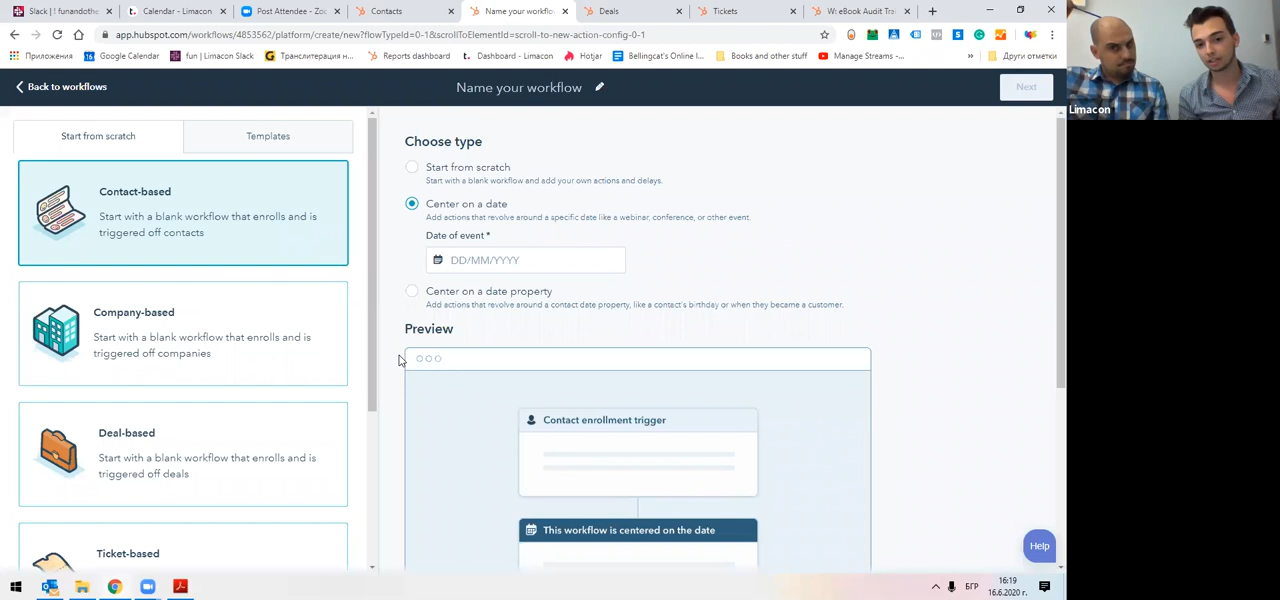 Slack | ! funandothe
Calendar - Limacon
Post Attendee - Zoo
Contacts
Name your workflo
Deals
Tickets
W: eBook Audit Tra
app.hubspot.com/workflows/4853562/platform/create/new?flowTypeId=0-1&scrollToElementId=scroll-to-new-action-config-0-1
Приложения
Google Calendar
fun | Limacon Slack
Транслитерация н...
Reports dashboard
Dashboard - Limacon
Hotjar
Bellingcat's Online I...
Books and other stuff
Manage Streams -...
»
Други отметки
Back to workflows
Name your workflow
Next
Limacon
Start from scratch
Templates
Contact-based
Start with a blank workflow that enrolls and is
triggered off contacts
Company-based
Start with a blank workflow that enrolls and is
triggered off companies
Deal-based
Start with a blank workflow that enrolls and is
triggered off deals
Ticket-based
Choose type
Start from scratch
Start with a blank workflow and add your own actions and delays.
Center on a date
Add actions that revolve around a specific date like a webinar, conference, or other event.
Date of event *
DD/MM/YYYY
Center on a date property
Add actions that revolve around a contact date property, like a contact's birthday or when they became a customer.
Preview
Contact enrollment trigger
This workflow is centered on the date
Help
БГР
16:19
16.6.2020 г.